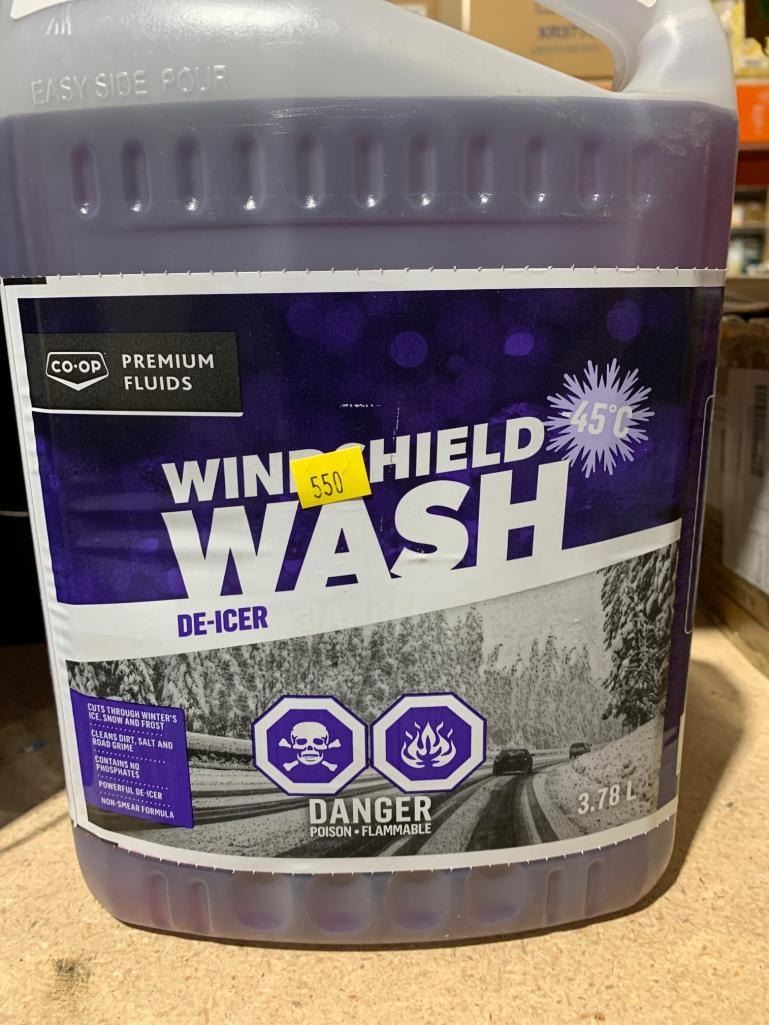 EASY SIDE POUR
CO·OP
PREMIUM
FLUIDS
-45°C
WINDSHIELD
550
WASH
DE-ICER
CUTS THROUGH WINTER'S
ICE, SNOW AND FROST
CLEANS DIRT, SALT AND
ROAD GRIME
CONTAINS NO
PHOSPHATES
POWERFUL DE-ICER
NON-SMEAR FORMULA
DANGER
POISON • FLAMMABLE
3.78 L